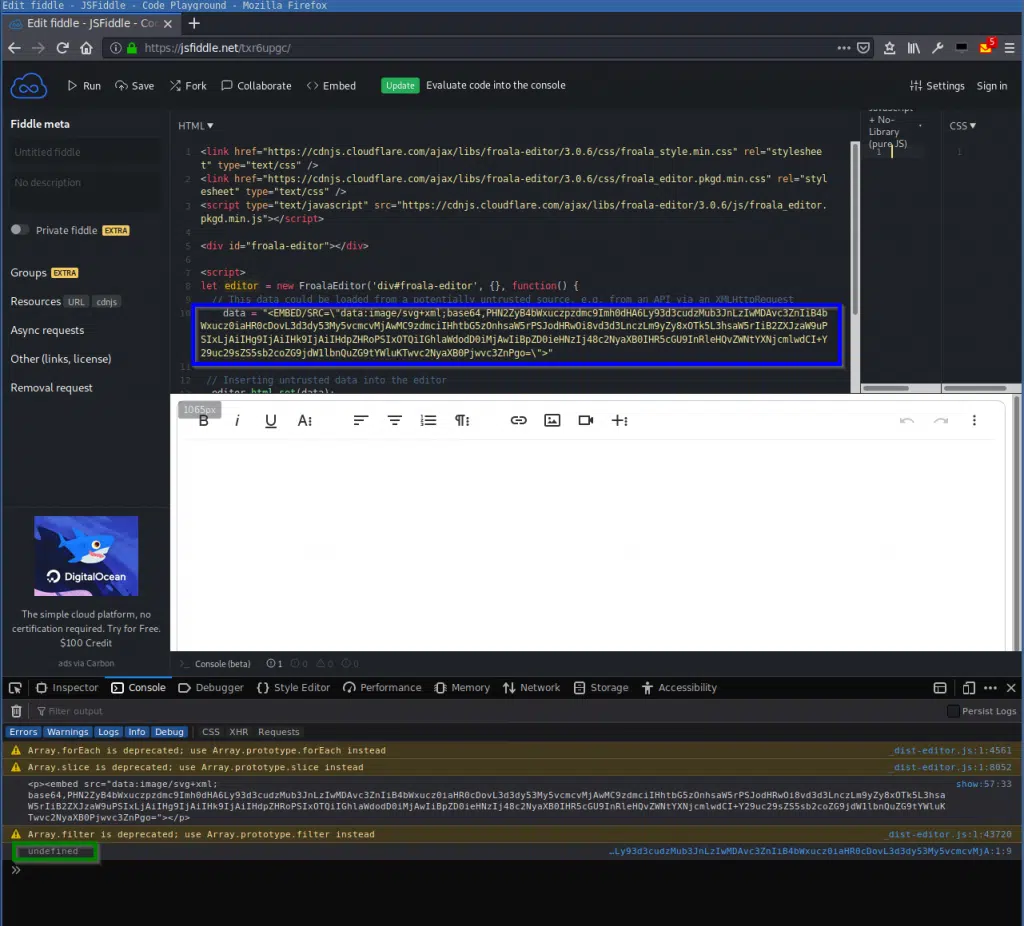 Edit fiddle - JSFiddle - Code Playground - Mozilla Firefox
Edit fiddle - JSFiddle - Co
https://jsfiddle.net/txr6upgc/
5
Run
Save
Fork
Collaborate
Embed
Update
Evaluate code into the console
Settings
Sign in
Fiddle meta
Untitled fiddle
No description
Private fiddle EXTRA
Groups EXTRA
Resources URL cdnjs
Async requests
Other (links, license)
Removal request
HTML▼
1 <link href="https://cdnjs.cloudflare.com/ajax/libs/froala-editor/3.0.6/css/froala_style.min.css" rel="styleshee
t" type="text/css" />
2 <link href="https://cdnjs.cloudflare.com/ajax/libs/froala-editor/3.0.6/css/froala_editor.pkgd.min.css" rel="styl
esheet" type="text/css" />
3 <script type="text/javascript" src="https://cdnjs.cloudflare.com/ajax/libs/froala-editor/3.0.6/js/froala_editor.
pkgd.min.js"></script>
4
5 <div id="froala-editor"></div>
6
7 <script>
8 let editor = new FroalaEditor('div#froala-editor', {}, function() {
9 // This data could be loaded from a potentially untrusted source, e.g. from an API via an XMLHttpRequest
10 data = "<EMBED/SRC=\"data:image/svg+xml;base64,
11
12 // Inserting untrusted data into the editor
editor.html.set(data);
JavaScript
+ No-
Library
(pure JS)
1
CSS▼
1
1065px
B i U A
DigitalOcean
The simple cloud platform, no
certification required. Try for Free.
$100 Credit
ads via Carbon
Console (beta) 1 0 0 0
Inspector
Console
Debugger
Style Editor
Performance
Memory
Network
Storage
Accessibility
Filter output
Persist Logs
Errors Warnings Logs Info Debug CSS XHR Requests
Array.forEach is deprecated; use Array.prototype.forEach instead _dist-editor.js:1:4561
Array.slice is deprecated; use Array.prototype.slice instead _dist-editor.js:1:8052
<p><embed src="data:image/svg+xml; show:57:33
Array.filter is deprecated; use Array.prototype.filter instead _dist-editor.js:1:43720
undefined